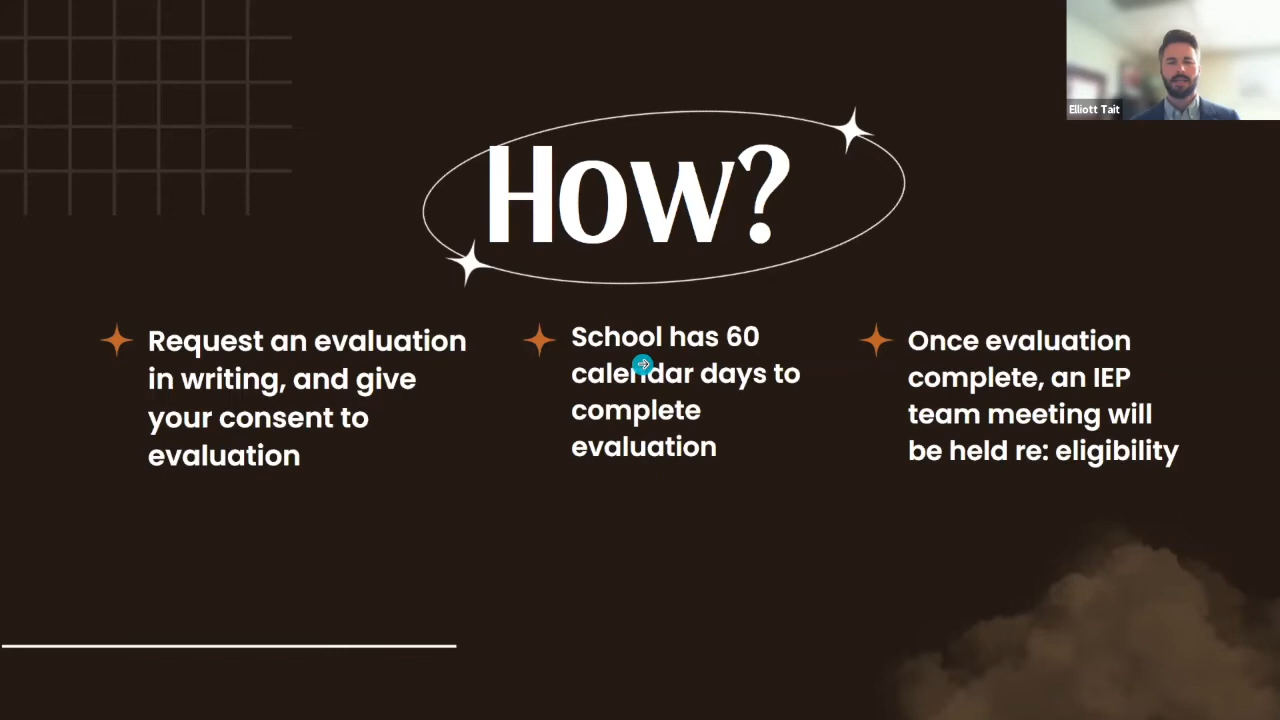 Elliott Tait
How?
Request an evaluation
in writing, and give
your consent to
evaluation
School has 60
calendar days to
complete
evaluation
Once evaluation
complete, an IEP
team meeting will
be held re: eligibility